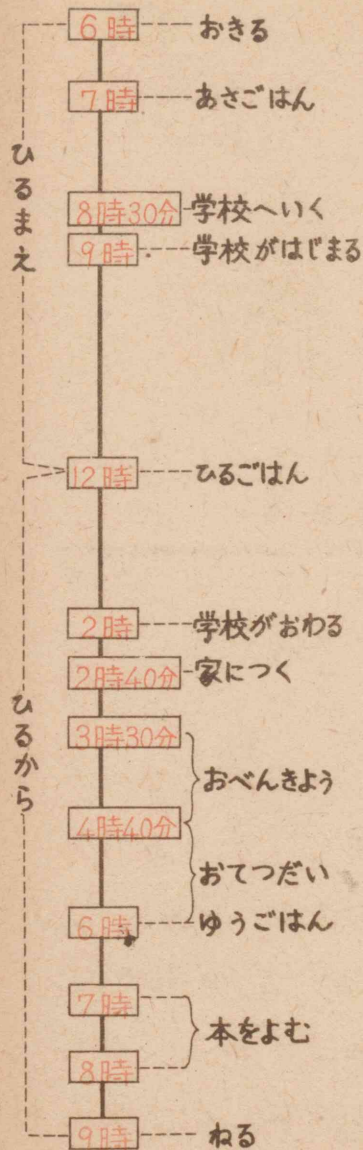 6時 おきる
7時 あさごはん
ひるまえ
8時30分 学校へいく
9時 学校がはじまる
12時 ひるごはん
2時 学校がおわる
2時40分 家につく
ひるから
3時30分
おべんきよう
4時40分
おてつだい
6時 ゆうごはん
7時
本をよむ
8時
9時 ねる